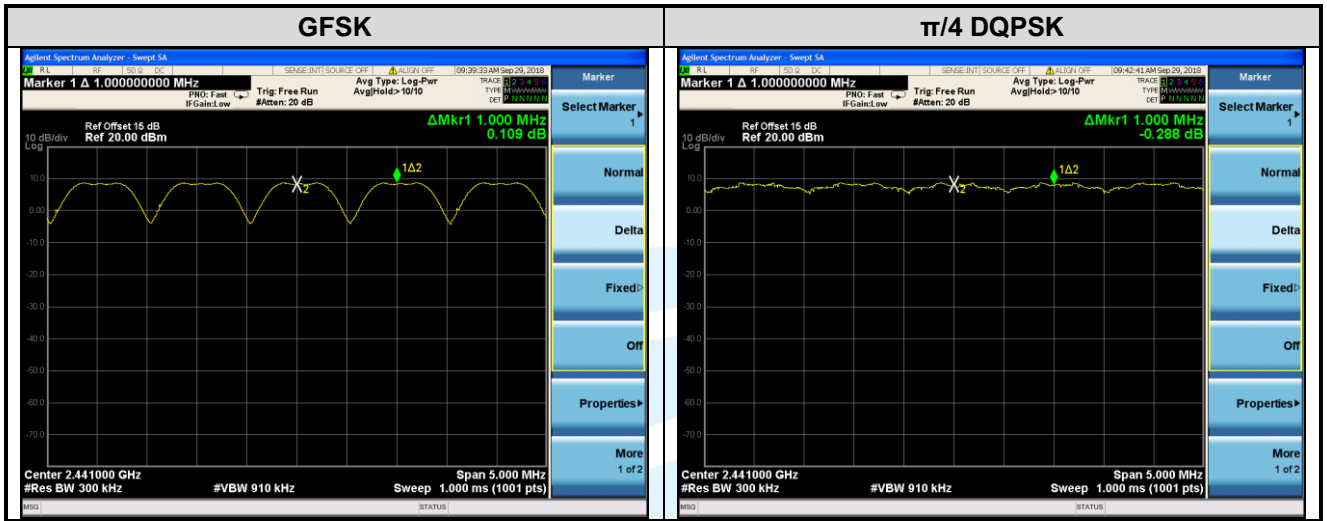 GFSK
π/4 DQPSK
Agilent Spectrum Analyzer - Swept SA
RL RF 50 Ω DC SENSE:INT SOURCE OFF ALIGN OFF 09:39:33 AM Sep 29, 2018
Marker 1 Δ 1.000000000 MHz
PNO: Fast
IFGain:Low
Trig: Free Run
#Atten: 20 dB
Avg Type: Log-Pwr
Avg|Hold:>10/10
TRACE 1 2 3 4 5 6
TYPE M
DET P N N N N N
Ref Offset 15 dB
Ref 20.00 dBm
10 dB/div
Log
ΔMkr1 1.000 MHz
0.109 dB
10.0
0.00
-10.0
-20.0
-30.0
-40.0
-50.0
-60.0
-70.0
X2
1Δ2
Center 2.441000 GHz
#Res BW 300 kHz
#VBW 910 kHz
Span 5.000 MHz
Sweep 1.000 ms (1001 pts)
MSG
STATUS
Marker
Select Marker
1
Normal
Delta
Fixed
Off
Properties
More
1 of 2
Agilent Spectrum Analyzer - Swept SA
RL RF 50 Ω DC SENSE:INT SOURCE OFF ALIGN OFF 09:42:41 AM Sep 29, 2018
Marker 1 Δ 1.000000000 MHz
PNO: Fast
IFGain:Low
Trig: Free Run
#Atten: 20 dB
Avg Type: Log-Pwr
Avg|Hold:>10/10
TRACE 1 2 3 4 5 6
TYPE M
DET P N N N N N
Ref Offset 15 dB
Ref 20.00 dBm
10 dB/div
Log
ΔMkr1 1.000 MHz
-0.288 dB
10.0
0.00
-10.0
-20.0
-30.0
-40.0
-50.0
-60.0
-70.0
X2
1Δ2
Center 2.441000 GHz
#Res BW 300 kHz
#VBW 910 kHz
Span 5.000 MHz
Sweep 1.000 ms (1001 pts)
MSG
STATUS
Marker
Select Marker
1
Normal
Delta
Fixed
Off
Properties
More
1 of 2